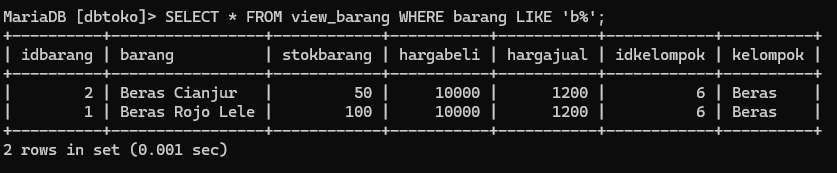 MariaDB [dbtoko]> SELECT * FROM view_barang WHERE barang LIKE 'b%';
+----------+-----------------+------------+-----------+-----------+------------+----------+
| idbarang | barang          | stokbarang | hargabeli | hargajual | idkelompok | kelompok |
+----------+-----------------+------------+-----------+-----------+------------+----------+
|        2 | Beras Cianjur   |         50 |     10000 |      1200 |          6 | Beras    |
|        1 | Beras Rojo Lele |        100 |     10000 |      1200 |          6 | Beras    |
+----------+-----------------+------------+-----------+-----------+------------+----------+
2 rows in set (0.001 sec)